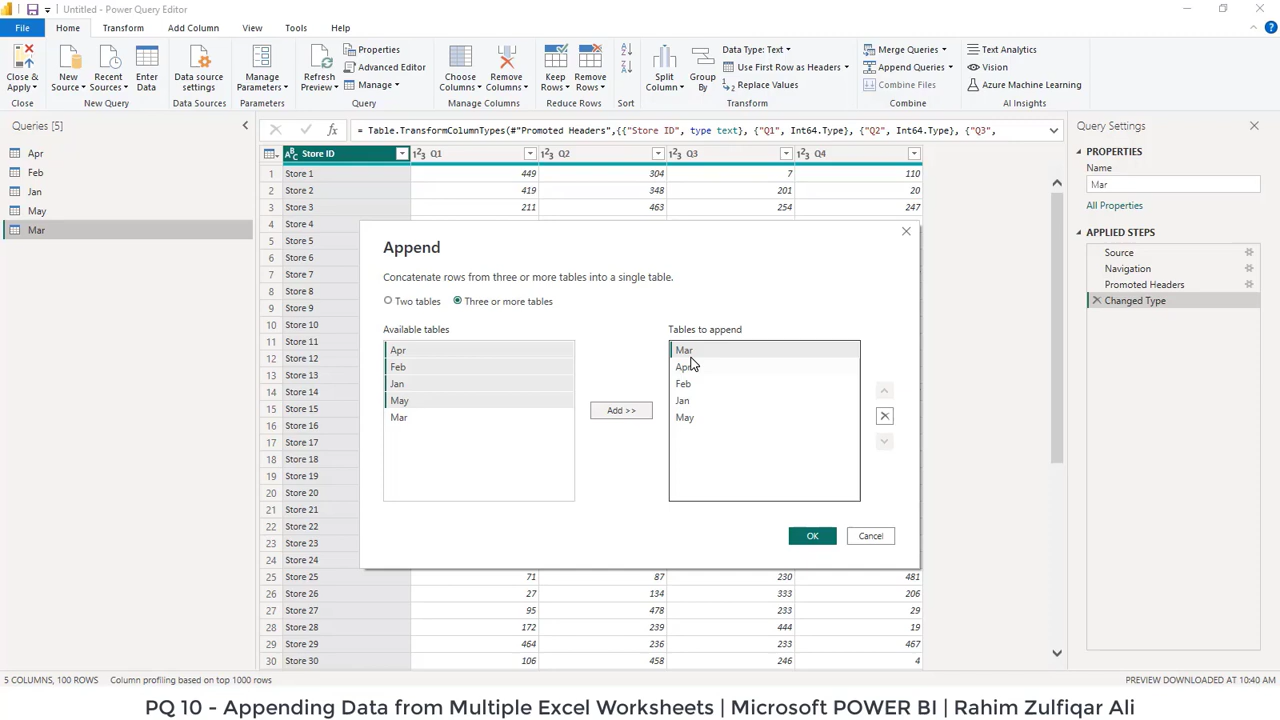 Untitled - Power Query Editor
File Home Transform Add Column View Tools Help
Close & Apply New Source Recent Sources Enter Data Data source settings Manage Parameters Refresh Preview Properties Advanced Editor Manage Choose Columns Remove Columns Keep Rows Remove Rows Split Column Group By Data Type: Text Use First Row as Headers Replace Values Merge Queries Append Queries Combine Files Text Analytics Vision Azure Machine Learning
Close New Query Data Sources Parameters Query Manage Columns Reduce Rows Sort Transform Combine AI Insights
Queries [5]
Apr
Feb
Jan
May
Mar
fx = Table.TransformColumnTypes(#"Promoted Headers",{{"Store ID", type text}, {"Q1", Int64.Type}, {"Q2", Int64.Type}, {"Q3",
ABC Store ID 123 Q1 123 Q2 123 Q3 123 Q4
1 Store 1 449 304 7 110
2 Store 2 419 348 201 20
3 Store 3 211 463 254 247
4 Store 4
5 Store 5
6 Store 6
7 Store 7
8 Store 8
9 Store 9
10 Store 10
11 Store 11
12 Store 12
13 Store 13
14 Store 14
15 Store 15
16 Store 16
17 Store 17
18 Store 18
19 Store 19
20 Store 20
21 Store 21
22 Store 22
23 Store 23
24 Store 24
25 Store 25 71 87 230 481
26 Store 26 27 134 333 206
27 Store 27 95 478 233 29
28 Store 28 172 239 444 19
29 Store 29 464 236 233 467
30 Store 30 106 458 246 4
Append
Concatenate rows from three or more tables into a single table.
Two tables Three or more tables
Available tables
Apr
Feb
Jan
May
Mar
Add >>
Tables to append
Mar
Apr
Feb
Jan
May
OK Cancel
Query Settings
PROPERTIES
Name
Mar
All Properties
APPLIED STEPS
Source
Navigation
Promoted Headers
Changed Type
5 COLUMNS, 100 ROWS Column profiling based on top 1000 rows PREVIEW DOWNLOADED AT 10:40 AM
PQ 10 - Appending Data from Multiple Excel Worksheets | Microsoft POWER BI | Rahim Zulfiqar Ali